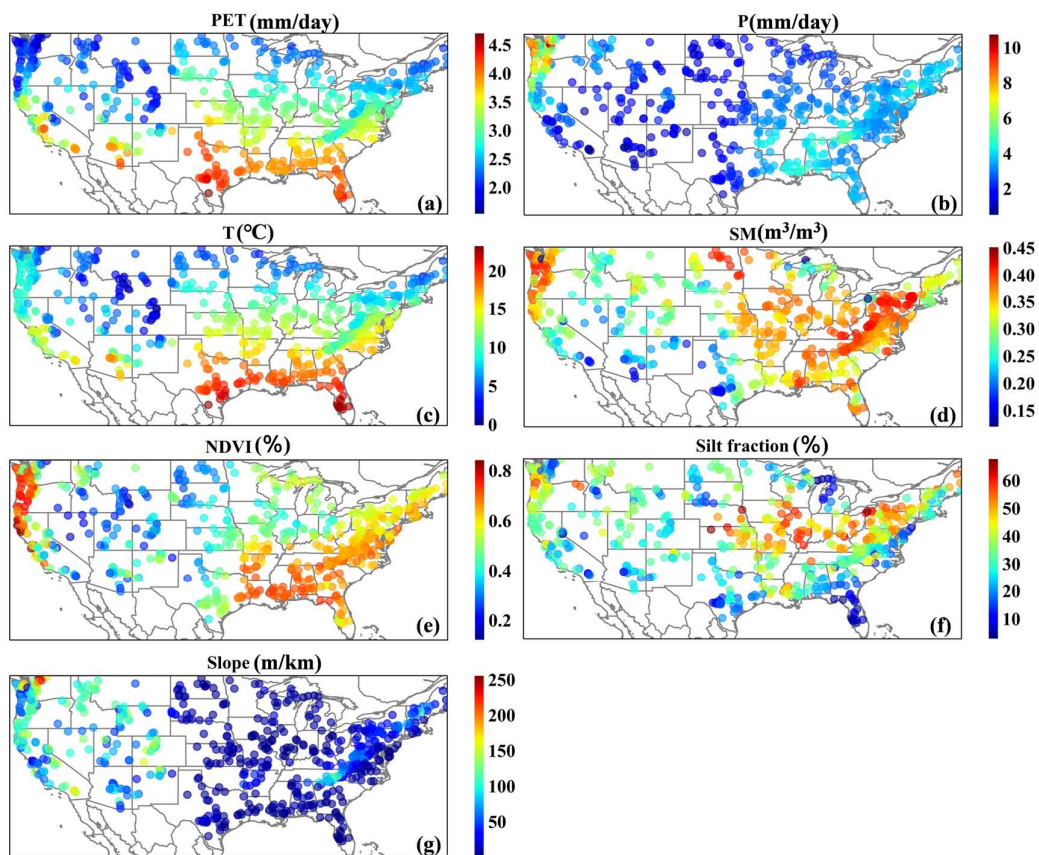 PET (mm/day)
P(mm/day)
4.5
4.0
3.5
3.0
2.5
2.0
(a)
10
8
6
4
2
(b)
T(℃)
SM(m³/m³)
20
15
10
5
0
(c)
0.45
0.40
0.35
0.30
0.25
0.20
0.15
(d)
NDVI (%)
Silt fraction (%)
0.8
0.6
0.4
0.2
(e)
60
50
40
30
20
10
(f)
Slope (m/km)
250
200
150
100
50
(g)